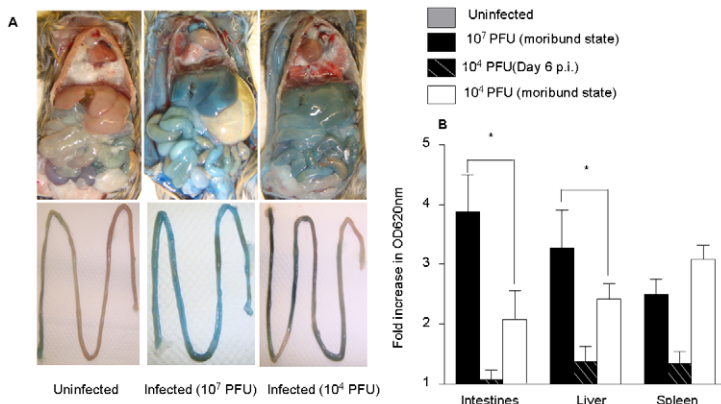 A
Uninfected
Infected (10⁷ PFU)
Infected (10⁴ PFU)
Uninfected
10⁷ PFU (moribund state)
10⁴ PFU(Day 6 p.i.)
10⁴ PFU (moribund state)
B
Fold increase in OD620nm
5
4
3
2
1
*
*
Intestines
Liver
Spleen